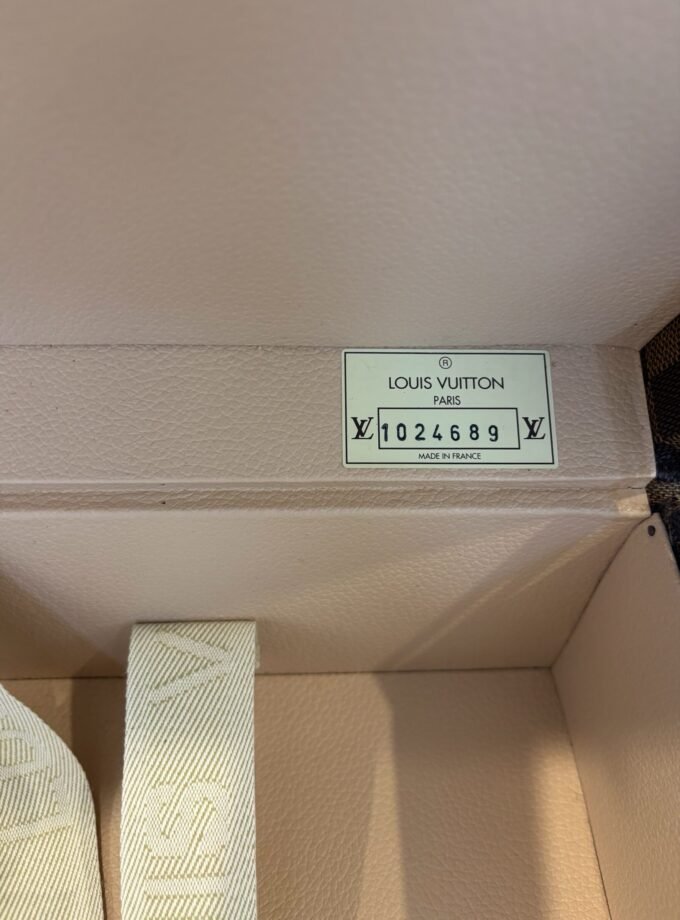 ®
LOUIS VUITTON
PARIS
LV 1024689 LV
MADE IN FRANCE